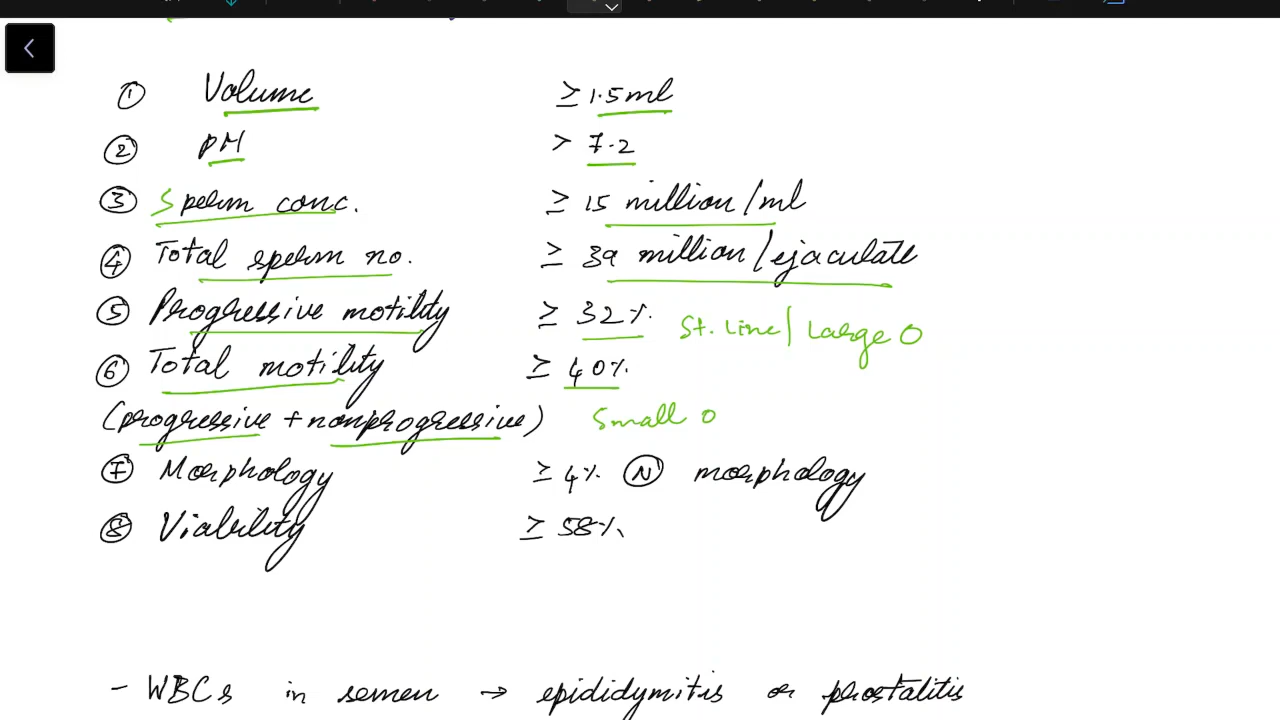 ① Volume ≥ 1.5ml
② pH > 7.2
③ Sperm conc. ≥ 15 million/ml
④ Total sperm no. ≥ 39 million/ejaculate
⑤ Progressive motility ≥ 32%. St. line/ Large O
⑥ Total motility ≥ 40%.
(progressive + nonprogressive) Small o
⑦ Morphology ≥ 4%. Ⓝ morphology
⑧ Viability ≥ 58%
- WBCs in semen → epididymitis or prostatitis